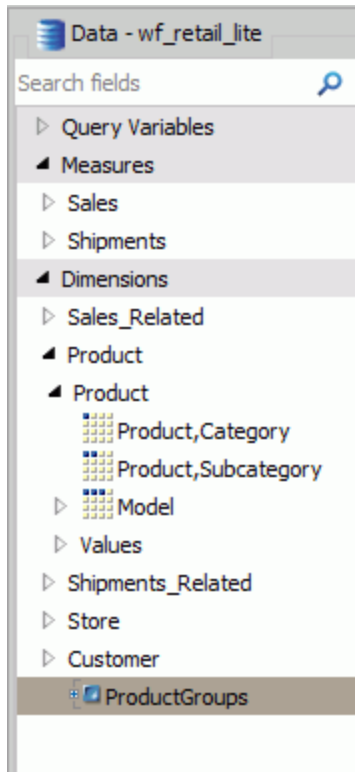 Data - wf_retail_lite
Search fields
Query Variables
Measures
Sales
Shipments
Dimensions
Sales_Related
Product
Product
Product,Category
Product,Subcategory
Model
Values
Shipments_Related
Store
Customer
ProductGroups